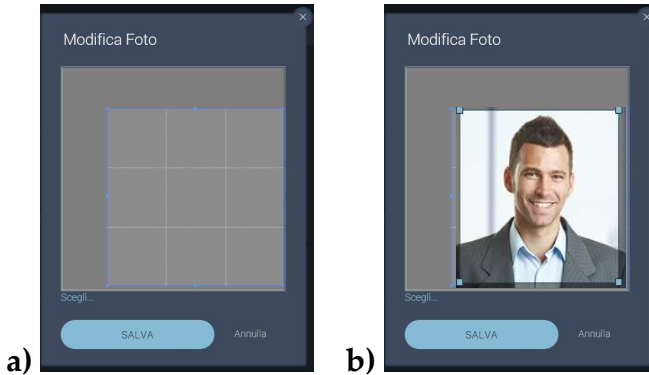 Modifica Foto
Scegli...
SALVA Annulla
a)
Modifica Foto
Scegli...
SALVA Annulla
b)